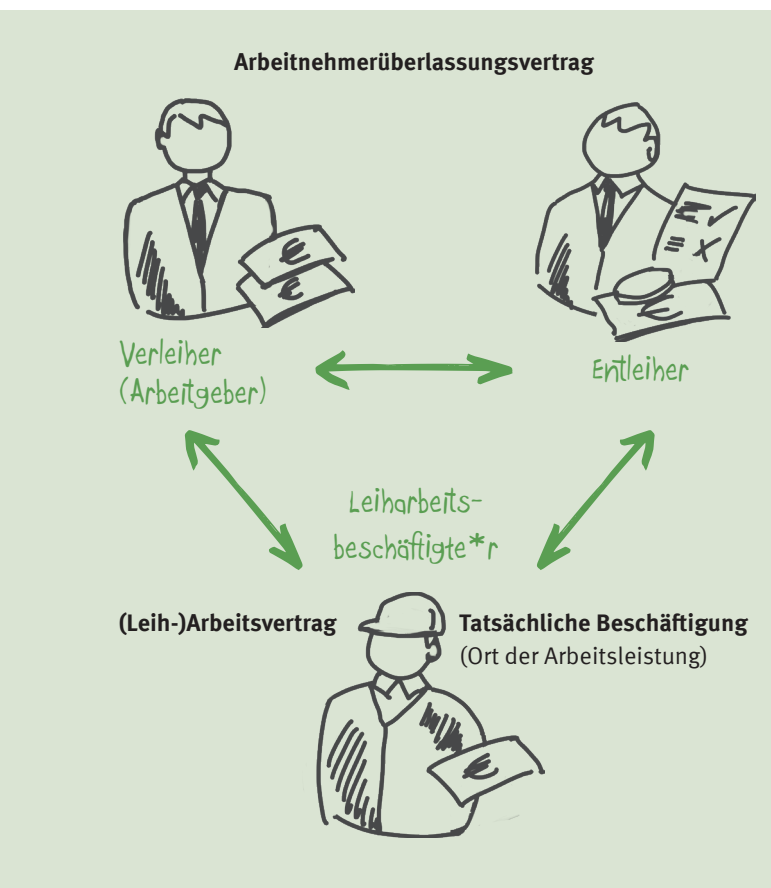 Arbeitnehmerüberlassungsvertrag
Verleiher
(Arbeitgeber)
Entleiher
Leiharbeits-
beschäftigte*r
(Leih-)Arbeitsvertrag
Tatsächliche Beschäftigung
(Ort der Arbeitsleistung)